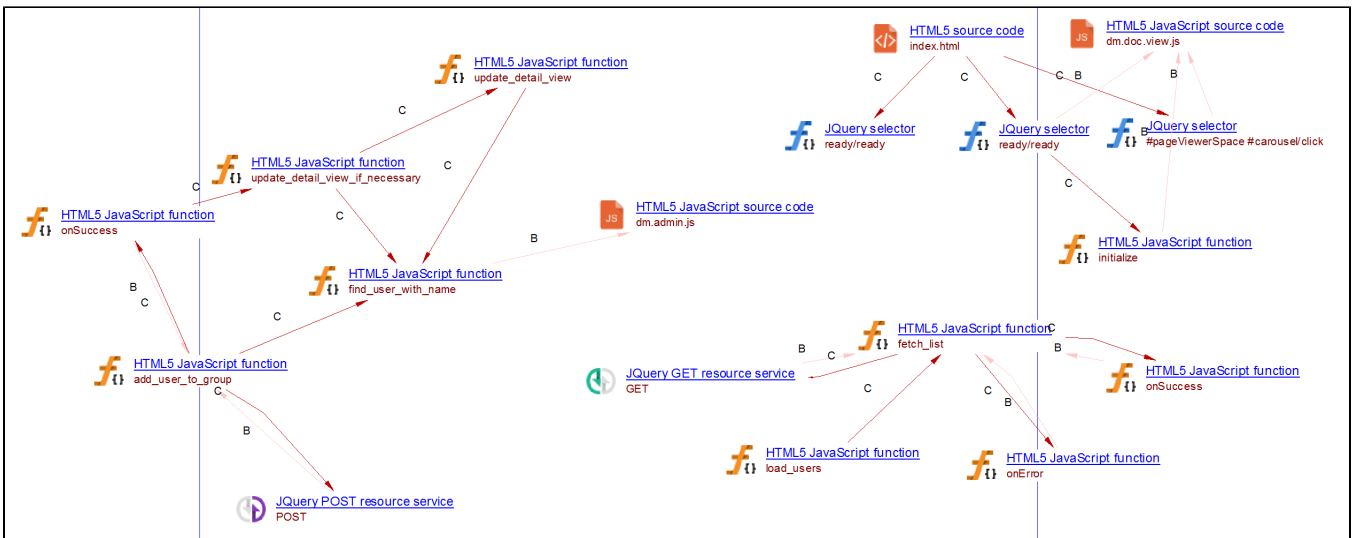 HTML5 JavaScript function
update_detail_view
HTML5 source code
index.html
HTML5 JavaScript source code
dm.doc.view.js
JS
C
C
C
C
B
B
JQuery selector
ready/ready
JQuery selector
ready/ready
B
JQuery selector
#pageViewerSpace #carousel/click
HTML5 JavaScript function
update_detail_view_if_necessary
C
C
C
C
HTML5 JavaScript function
onSuccess
JS
HTML5 JavaScript source code
dm.admin.js
B
HTML5 JavaScript function
initialize
HTML5 JavaScript function
find_user_with_name
B
C
C
HTML5 JavaScript function
fetch_list
C
B
C
B
HTML5 JavaScript function
add_user_to_group
JQuery GET resource service
GET
HTML5 JavaScript function
onSuccess
C
B
C
C
B
HTML5 JavaScript function
load_users
HTML5 JavaScript function
onError
JQuery POST resource service
POST